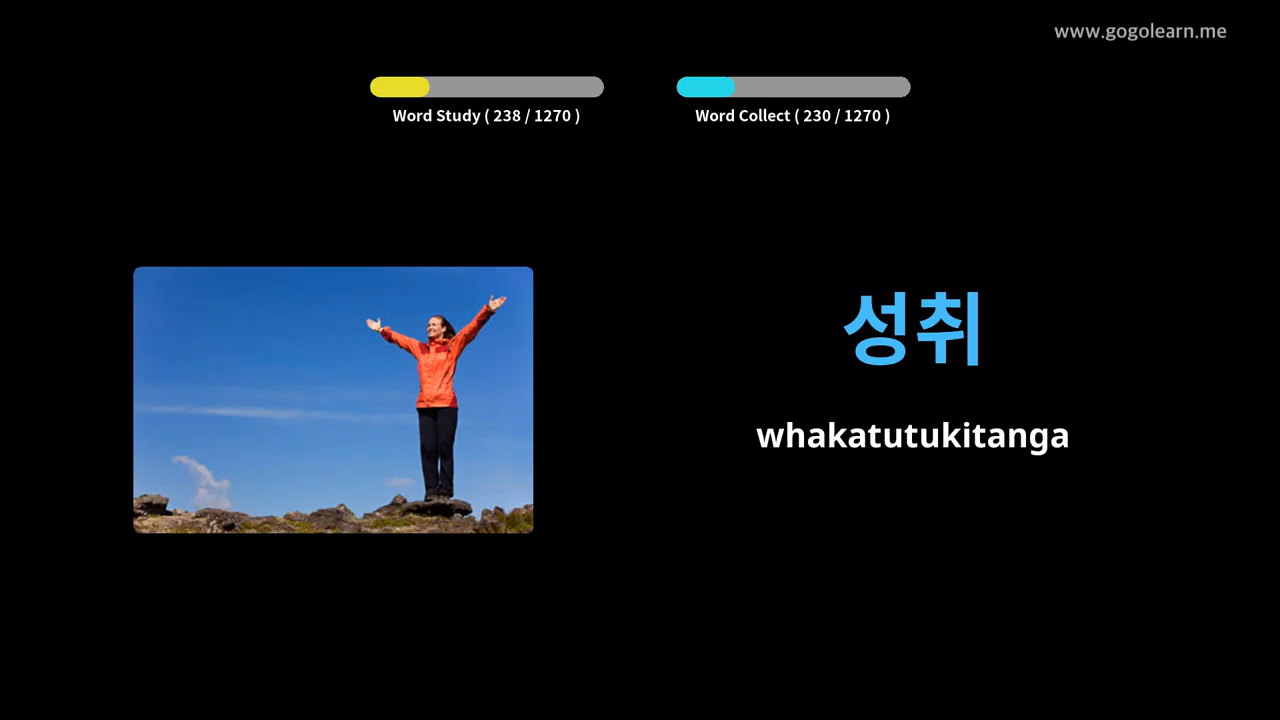 www.gogolearn.me
Word Study ( 238 / 1270 )
Word Collect ( 230 / 1270 )
성취
whakatutukitanga